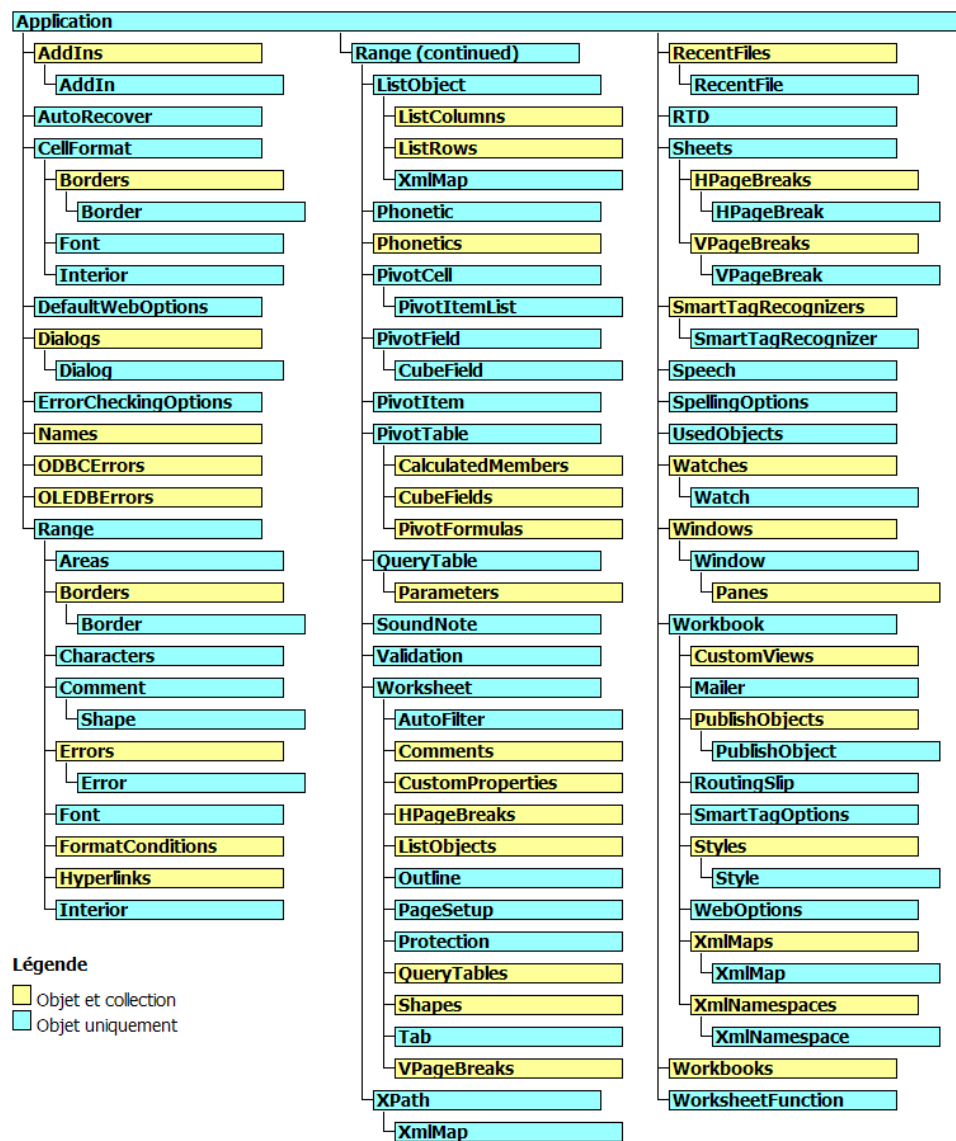 Application
AddIns
AddIn
AutoRecover
CellFormat
Borders
Border
Font
Interior
DefaultWebOptions
Dialogs
Dialog
ErrorCheckingOptions
Names
ODBCErrors
OLEDBErrors
Range
Areas
Borders
Border
Characters
Comment
Shape
Errors
Error
Font
FormatConditions
Hyperlinks
Interior
Légende
Objet et collection
Objet uniquement
Range (continued)
ListObject
ListColumns
ListRows
XmlMap
Phonetic
Phonetics
PivotCell
PivotItemList
PivotField
CubeField
PivotItem
PivotTable
CalculatedMembers
CubeFields
PivotFormulas
QueryTable
Parameters
SoundNote
Validation
Worksheet
AutoFilter
Comments
CustomProperties
HPageBreaks
ListObjects
Outline
PageSetup
Protection
QueryTables
Shapes
Tab
VPageBreaks
XPath
XmlMap
RecentFiles
RecentFile
RTD
Sheets
HPageBreaks
HPageBreak
VPageBreaks
VPageBreak
SmartTagRecognizers
SmartTagRecognizer
Speech
SpellingOptions
UsedObjects
Watches
Watch
Windows
Window
Panes
Workbook
CustomViews
Mailer
PublishObjects
PublishObject
RoutingSlip
SmartTagOptions
Styles
Style
WebOptions
XmlMaps
XmlMap
XmlNamespaces
XmlNamespace
Workbooks
WorksheetFunction